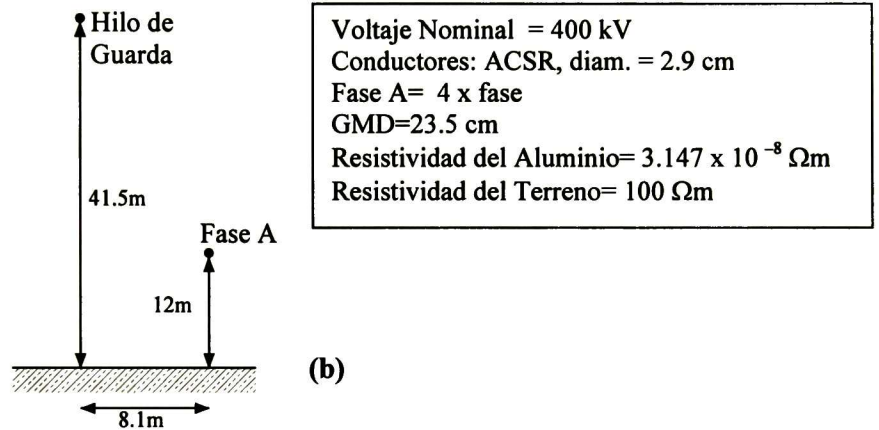 Hilo de
Guarda
41.5m
Fase A
12m
8.1m
Voltaje Nominal = 400 kV
Conductores: ACSR, diam. = 2.9 cm
Fase A= 4 x fase
GMD=23.5 cm
Resistividad del Aluminio= 3.147 x 10 ⁻⁸ Ωm
Resistividad del Terreno= 100 Ωm
(b)